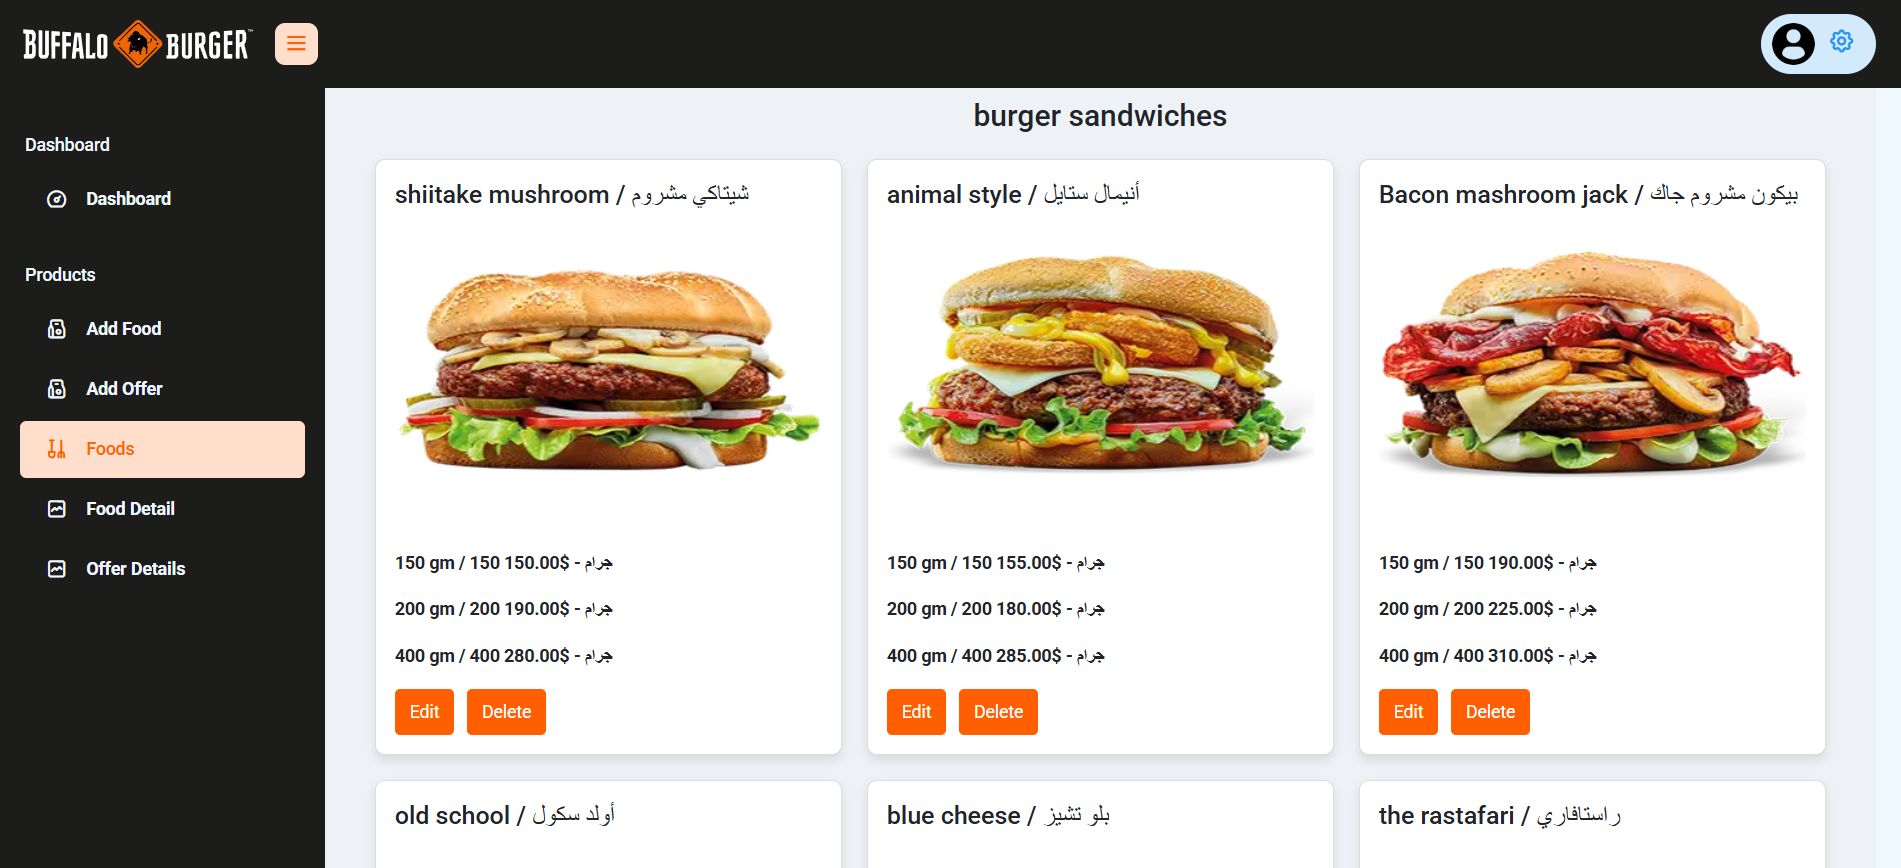 BUFFALO BURGER™
Dashboard
Dashboard
Products
Add Food
Add Offer
Foods
Food Detail
Offer Details
burger sandwiches
shiitake mushroom / شيتاكي مشروم
150 gm / 150 جرام - 150.00$
200 gm / 200 جرام - 190.00$
400 gm / 400 جرام - 280.00$
Edit Delete
animal style / أنيمال ستايل
150 gm / 150 جرام - 155.00$
200 gm / 200 جرام - 180.00$
400 gm / 400 جرام - 285.00$
Edit Delete
Bacon mashroom jack / بيكون مشروم جاك
150 gm / 150 جرام - 190.00$
200 gm / 200 جرام - 225.00$
400 gm / 400 جرام - 310.00$
Edit Delete
old school / أولد سكول
blue cheese / بلو تشيز
the rastafari / راستافاري